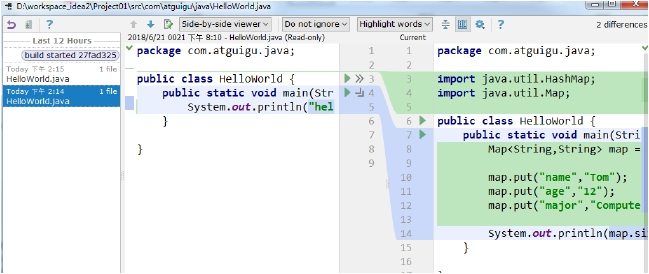 D:\workspace_idea2\Project01\src\com\atguigu\java\HelloWorld.java
Side-by-side viewer Do not ignore Highlight words 2 differences
Last 12 Hours
build started 27fad325
Today 下午 2:15 1 file
HelloWorld.java
Today 下午 2:14 1 file
HelloWorld.java
2018/6/21 0021 下午 8:10 - HelloWorld.java (Read-only)
package com.atguigu.java;
public class HelloWorld {
public static void main(Str
System.out.println("hel
}
}
1
2
3
4
5
6
7
8
9
Current
1
2
3
4
5
6
7
8
9
10
11
12
13
14
15
16
package com.atguigu.java;
import java.util.HashMap;
import java.util.Map;
public class HelloWorld {
public static void main(Stri
Map<String,String> map =
map.put("name","Tom");
map.put("age","12");
map.put("major","Compute
System.out.println(map.si
}